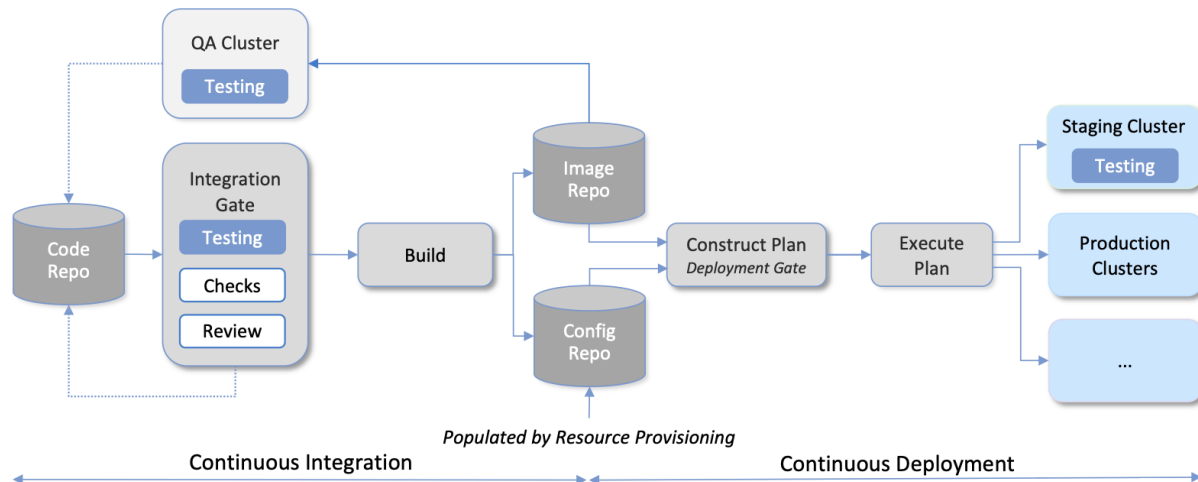 QA Cluster
Testing
Integration
Gate
Testing
Checks
Review
Code
Repo
Build
Image
Repo
Config
Repo
Construct Plan
Deployment Gate
Execute
Plan
Staging Cluster
Testing
Production
Clusters
...
Populated by Resource Provisioning
Continuous Integration
Continuous Deployment